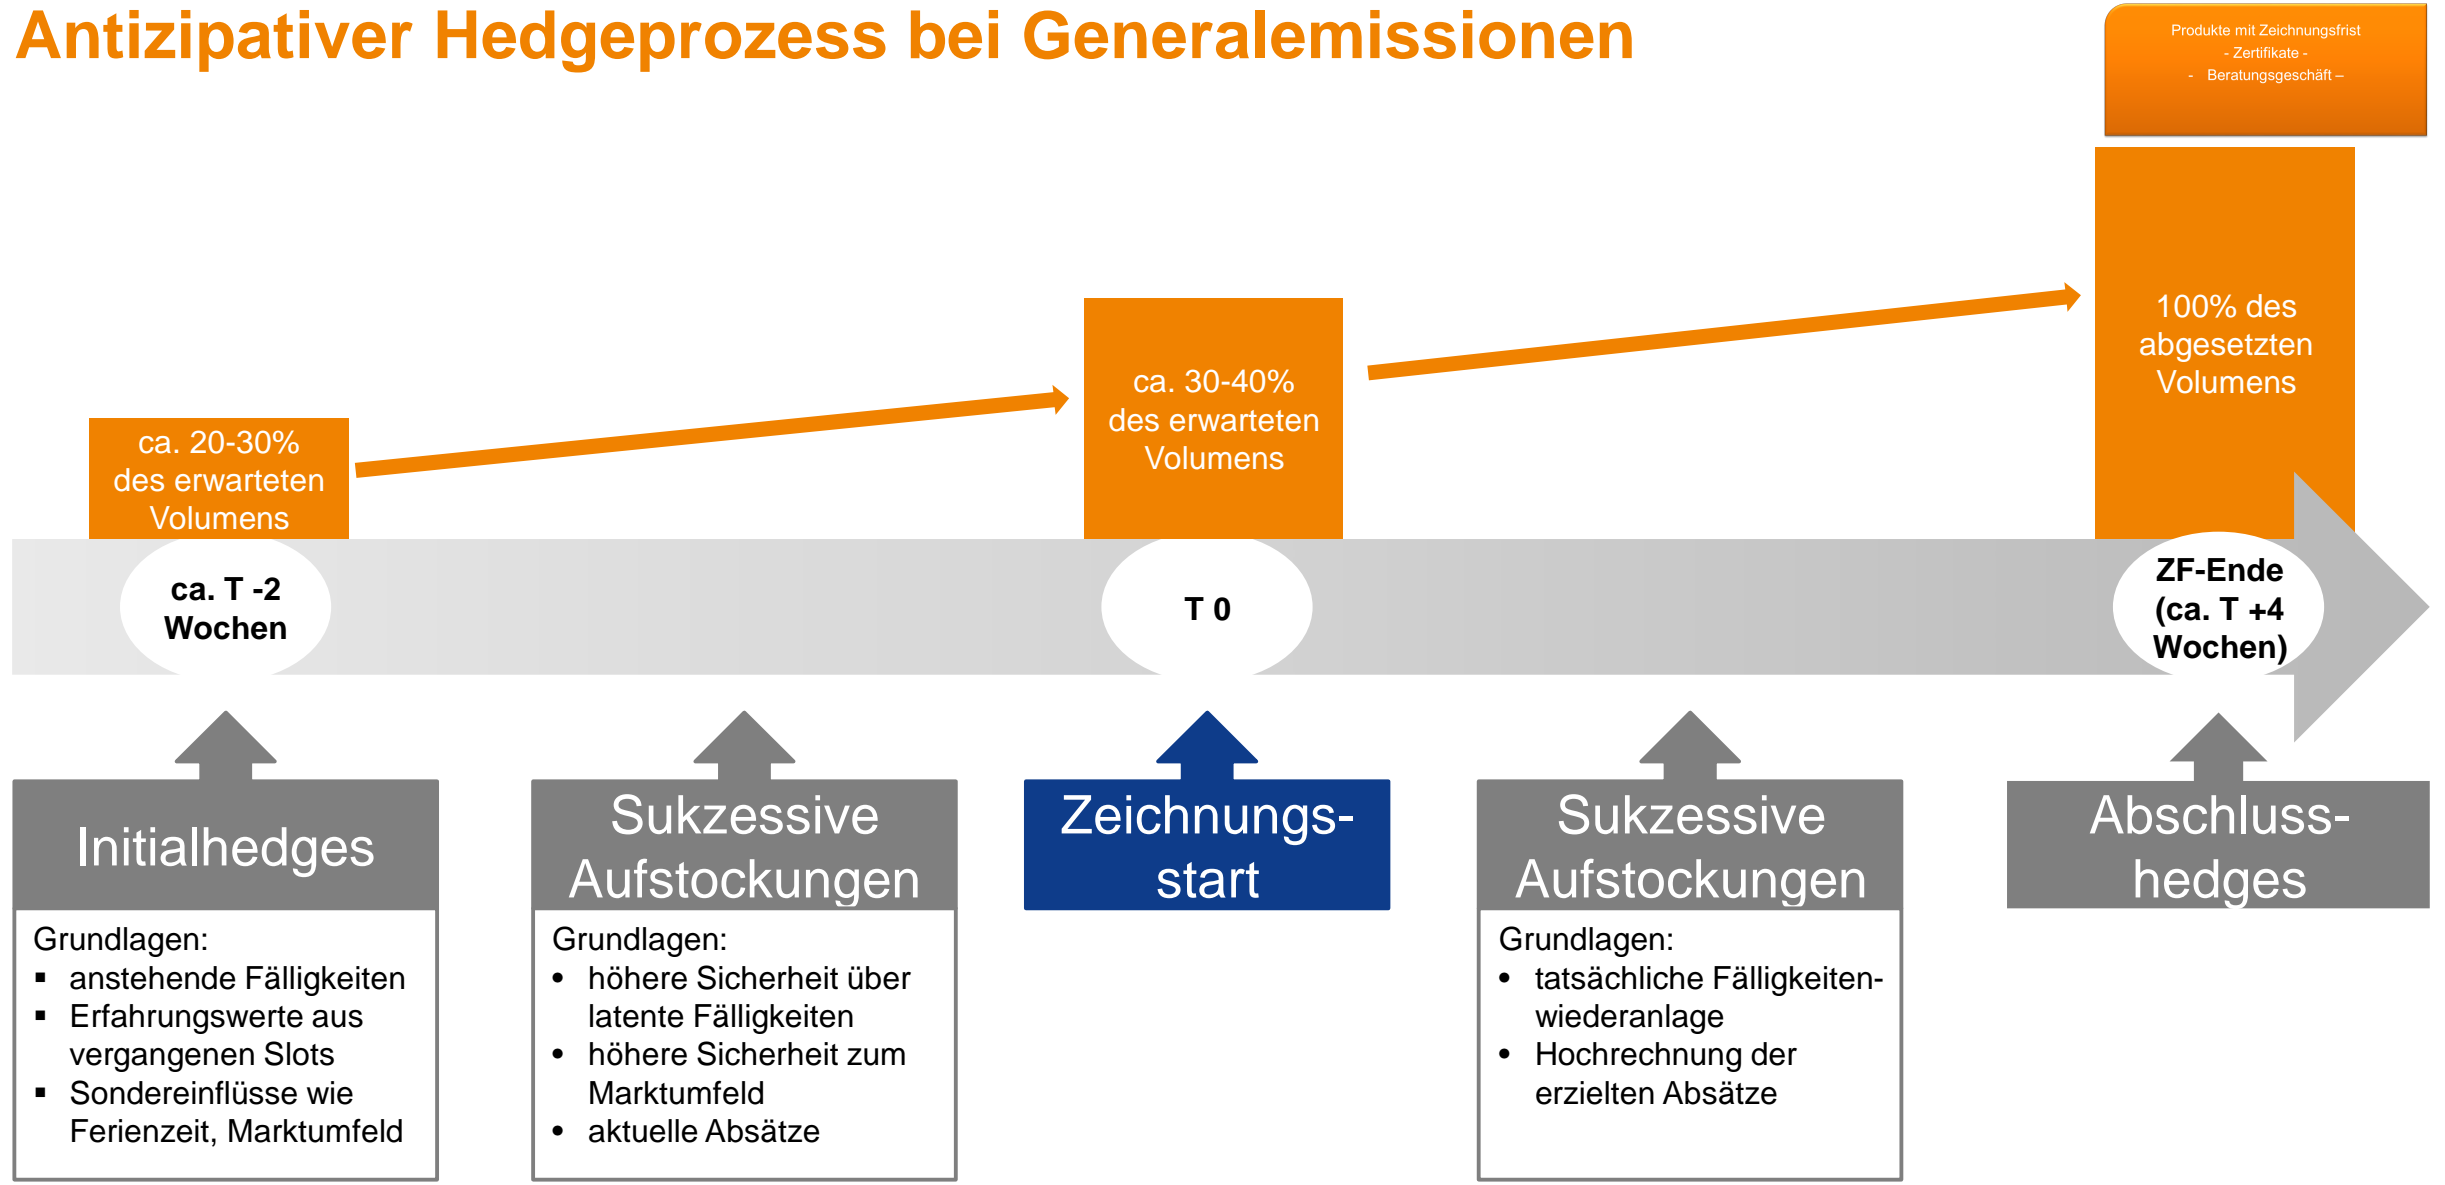 Antizipativer Hedgeprozess bei Generalemissionen
Produkte mit Zeichnungsfrist
- Zertifikate -
- Beratungsgeschäft –
ca. 20-30%
des erwarteten
Volumens
ca. 30-40%
des erwarteten
Volumens
100% des
abgesetzten
Volumens
ca. T -2
Wochen
T 0
ZF-Ende
(ca. T +4
Wochen)
Initialhedges
Grundlagen:
▪ anstehende Fälligkeiten
▪ Erfahrungswerte aus
vergangenen Slots
▪ Sondereinflüsse wie
Ferienzeit, Marktumfeld
Sukzessive
Aufstockungen
Grundlagen:
• höhere Sicherheit über
latente Fälligkeiten
• höhere Sicherheit zum
Marktumfeld
• aktuelle Absätze
Zeichnungs-
start
Sukzessive
Aufstockungen
Grundlagen:
• tatsächliche Fälligkeiten-
wiederanlage
• Hochrechnung der
erzielten Absätze
Abschluss-
hedges